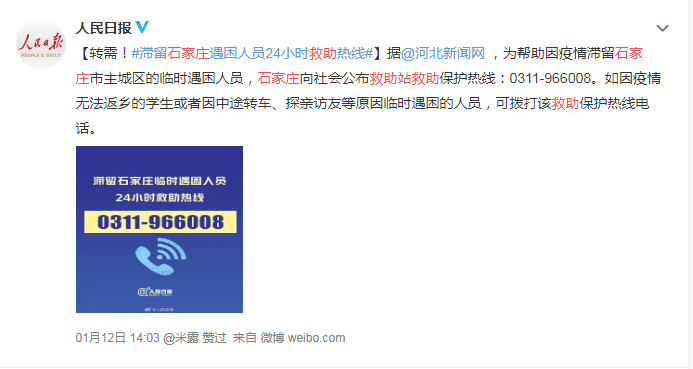 人民日报
人民日报
PEOPLE'S DAILY
【转需！#滞留石家庄遇困人员24小时救助热线#】据@河北新闻网 ，为帮助因疫情滞留石家
庄市主城区的临时遇困人员，石家庄向社会公布救助站救助保护热线：0311-966008。如因疫情
无法返乡的学生或者因中途转车、探亲访友等原因临时遇困的人员，可拨打该救助保护热线电
话。
滞留石家庄临时遇困人员
24小时救助热线
0311-966008
@人民日报
01月12日 14:03 @米露 赞过 来自 微博 weibo.com